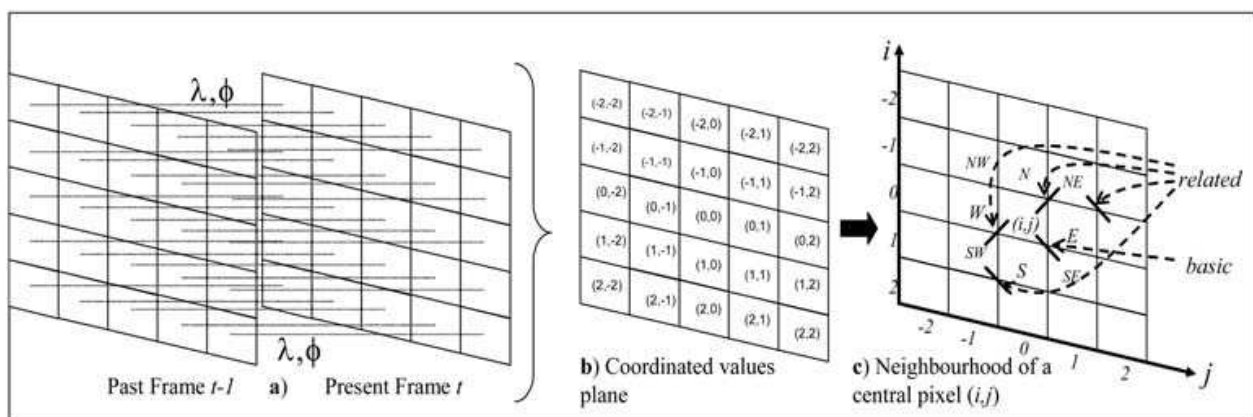 λ,ϕ
λ,ϕ
Past Frame t-1
a)
Present Frame t
(-2,-2) (-2,-1) (-2,0) (-2,1) (-2,2)
(-1,-2) (-1,-1) (-1,0) (-1,1) (-1,2)
(0,-2) (0,-1) (0,0) (0,1) (0,2)
(1,-2) (1,-1) (1,0) (1,1) (1,2)
(2,-2) (2,-1) (2,0) (2,1) (2,2)
b) Coordinated values
plane
i
-2
-1
0
1
2
NW N NE
W (i,j) E
SW S SE
related
basic
-2 -1 0 1 2
j
c) Neighbourhood of a
central pixel (i,j)